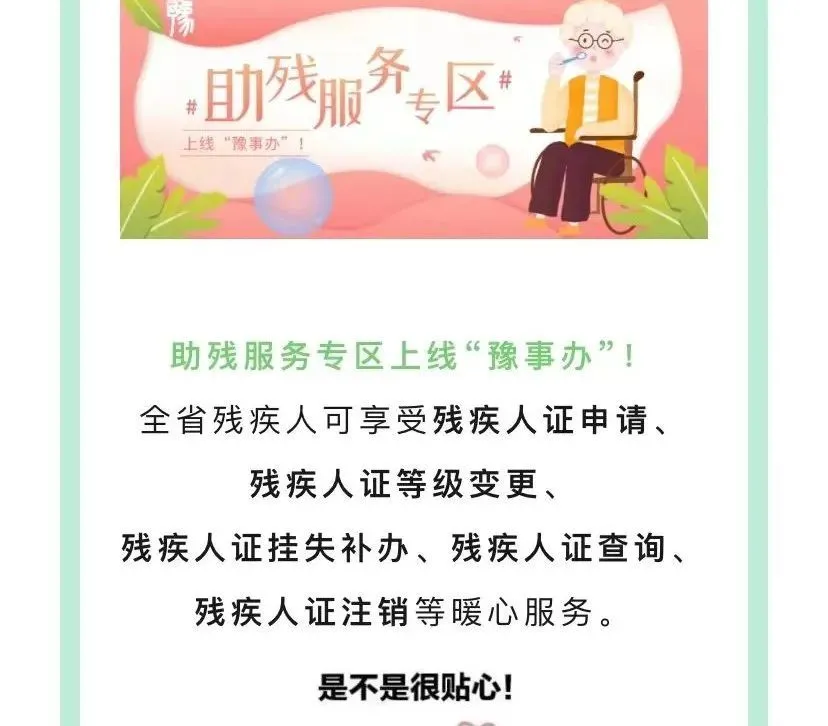 豫
#助残服务专区#
上线“豫事办”！
助残服务专区上线“豫事办”！
全省残疾人可享受残疾人证申请、
残疾人证等级变更、
残疾人证挂失补办、残疾人证查询、
残疾人证注销等暖心服务。
是不是很贴心！